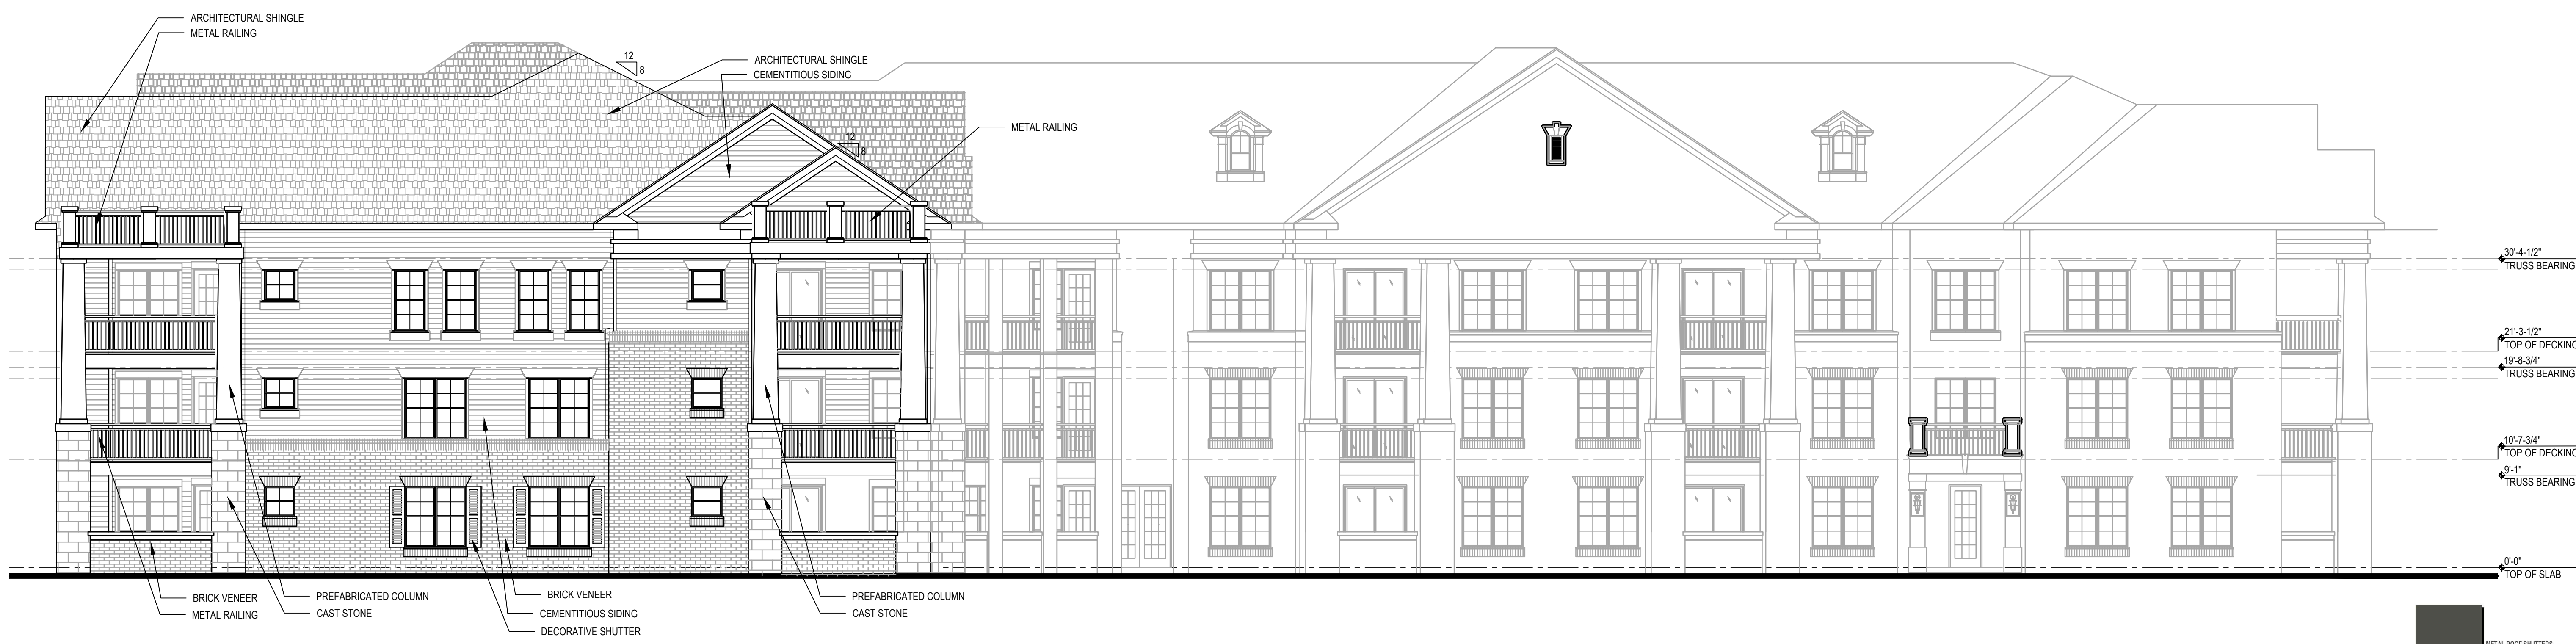 ARCHITECTURAL SHINGLE
METAL RAILING
12
8
ARCHITECTURAL SHINGLE
CEMENTITIOUS SIDING
METAL RAILING
12
8
30'-4-1/2"
TRUSS BEARING
21'-3-1/2"
TOP OF DECKING
19'-8-3/4"
TRUSS BEARING
10'-7-3/4"
TOP OF DECKING
9'-1"
TRUSS BEARING
0'-0"
TOP OF SLAB
BRICK VENEER
METAL RAILING
PREFABRICATED COLUMN
CAST STONE
BRICK VENEER
CEMENTITIOUS SIDING
DECORATIVE SHUTTER
PREFABRICATED COLUMN
CAST STONE
METAL ROOF SHUTTERS